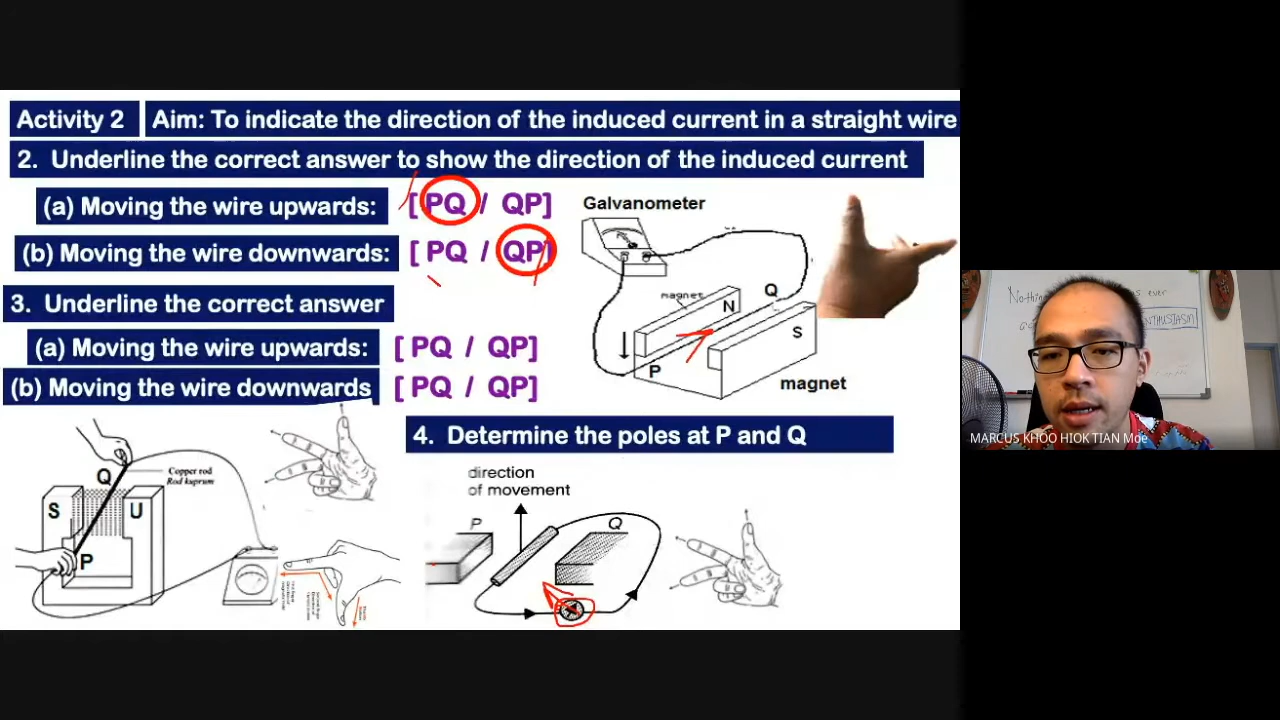 Activity 2 Aim: To indicate the direction of the induced current in a straight wire
2. Underline the correct answer to show the direction of the induced current
(a) Moving the wire upwards: [ PQ / QP]
(b) Moving the wire downwards: [ PQ / QP]
Galvanometer
magnet
N
Q
S
P
magnet
3. Underline the correct answer
(a) Moving the wire upwards: [ PQ / QP]
(b) Moving the wire downwards [ PQ / QP]
Q
Copper rod
Rod kuprum
S
U
P
4. Determine the poles at P and Q
direction
of movement
P
Q
MARCUS KHOO HIOK TIAN Moe
ever